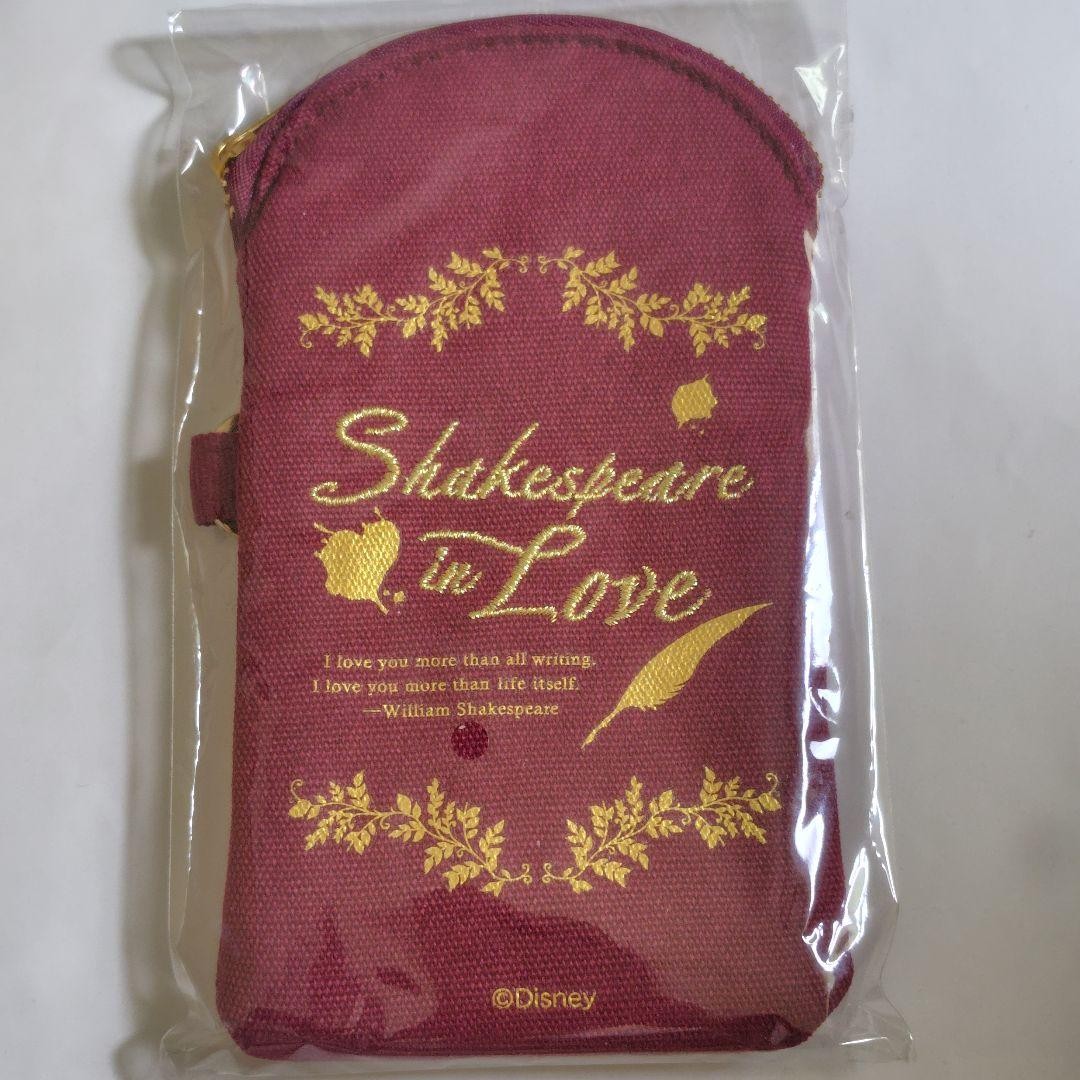 Shakespeare
in Love
I love you more than all writing.
I love you more than life itself.
—William Shakespeare
©Disney